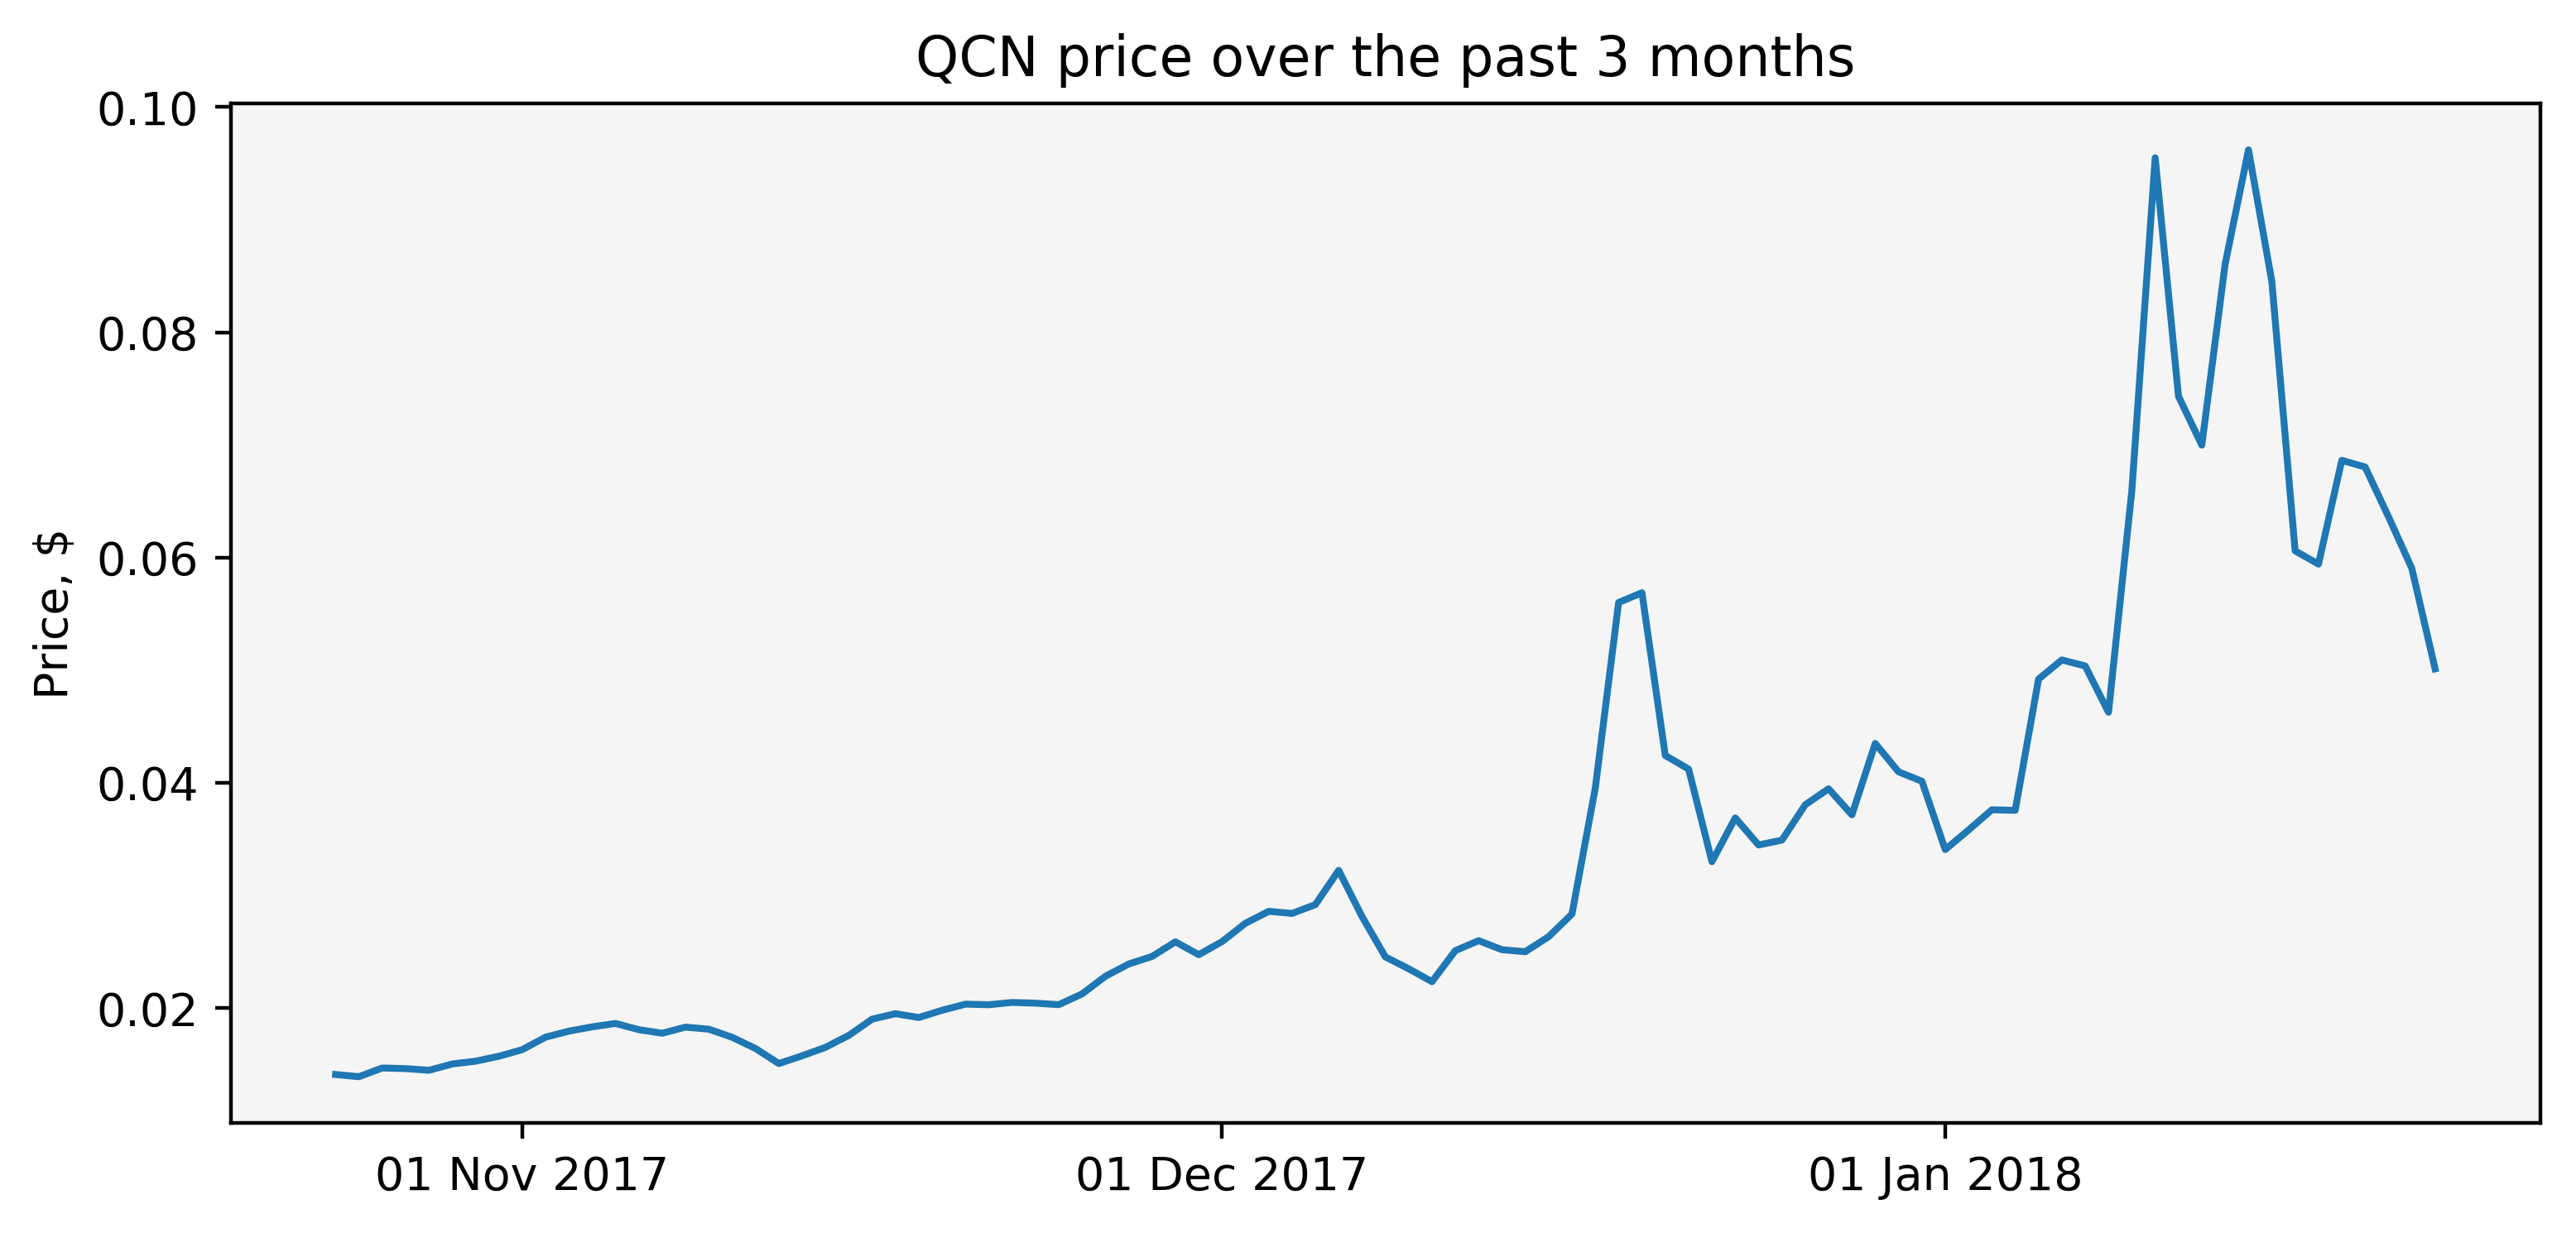 QCN price over the past 3 months
0.10
0.08
0.06
0.04
0.02
Price, $
01 Nov 2017
01 Dec 2017
01 Jan 2018